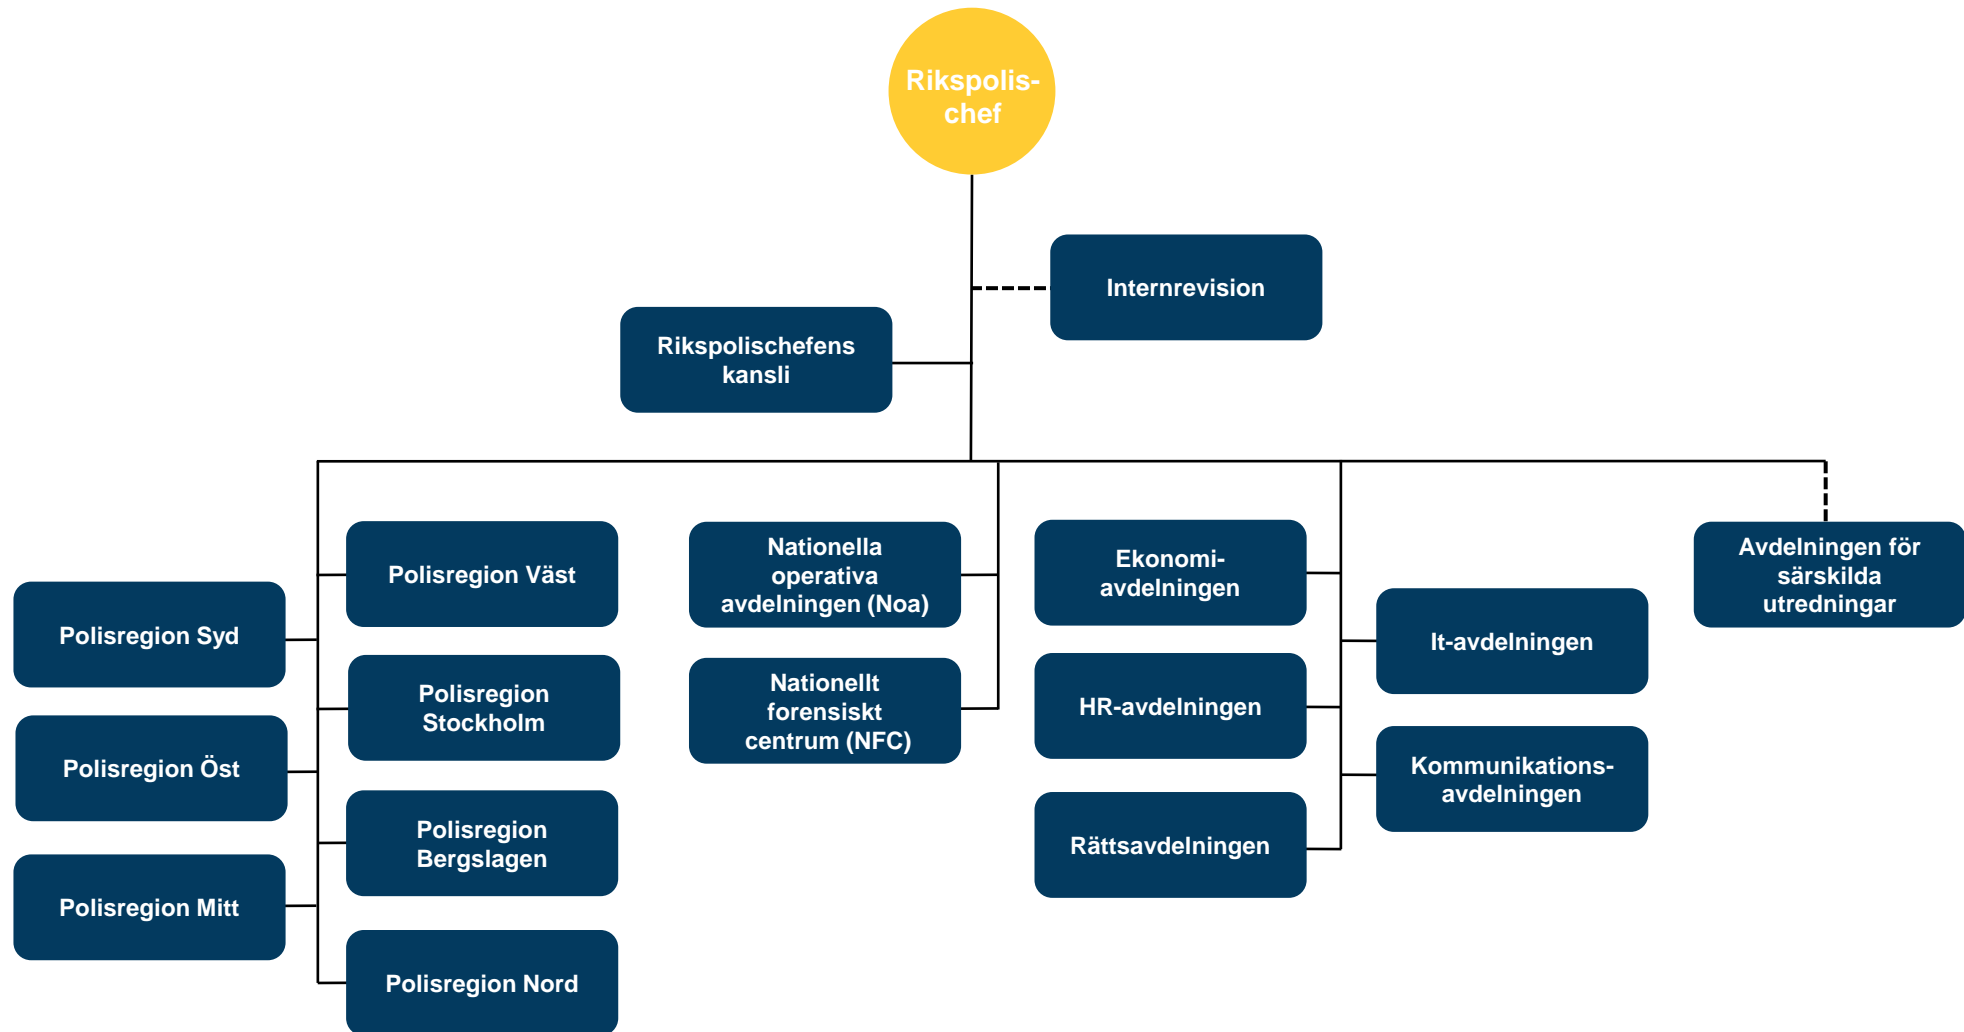 Rikspolis-
chef
Internrevision
Rikspolischefens
kansli
Polisregion Väst
Polisregion Syd
Polisregion
Stockholm
Polisregion Öst
Polisregion
Bergslagen
Polisregion Mitt
Polisregion Nord
Nationella
operativa
avdelningen (Noa)
Nationellt
forensiskt
centrum (NFC)
Ekonomi-
avdelningen
It-avdelningen
HR-avdelningen
Kommunikations-
avdelningen
Rättsavdelningen
Avdelningen för
särskilda
utredningar